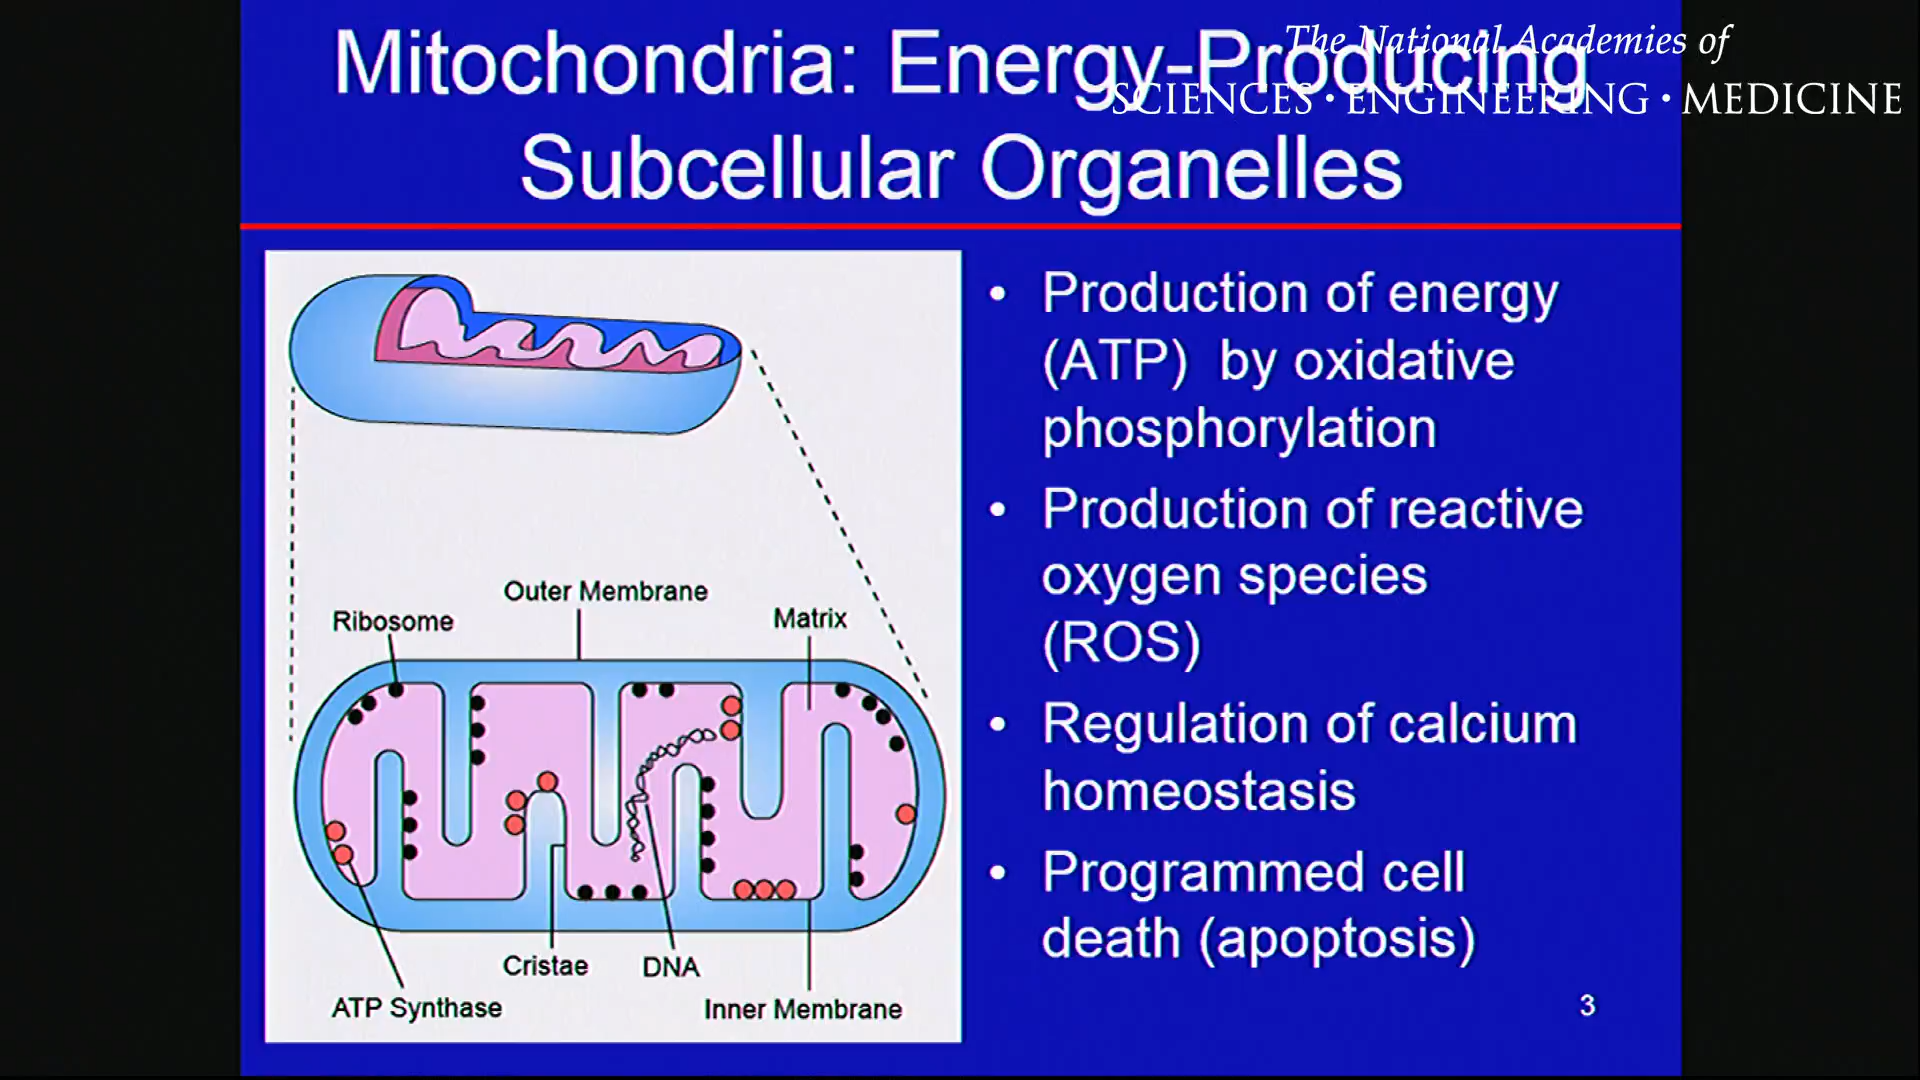 The National Academies of
SCIENCES • ENGINEERING • MEDICINE
Mitochondria: Energy-Producing
Subcellular Organelles
• Production of energy
(ATP) by oxidative
phosphorylation
• Production of reactive
oxygen species
(ROS)
• Regulation of calcium
homeostasis
• Programmed cell
death (apoptosis)
Outer Membrane
Ribosome
Matrix
Cristae
DNA
ATP Synthase
Inner Membrane
3